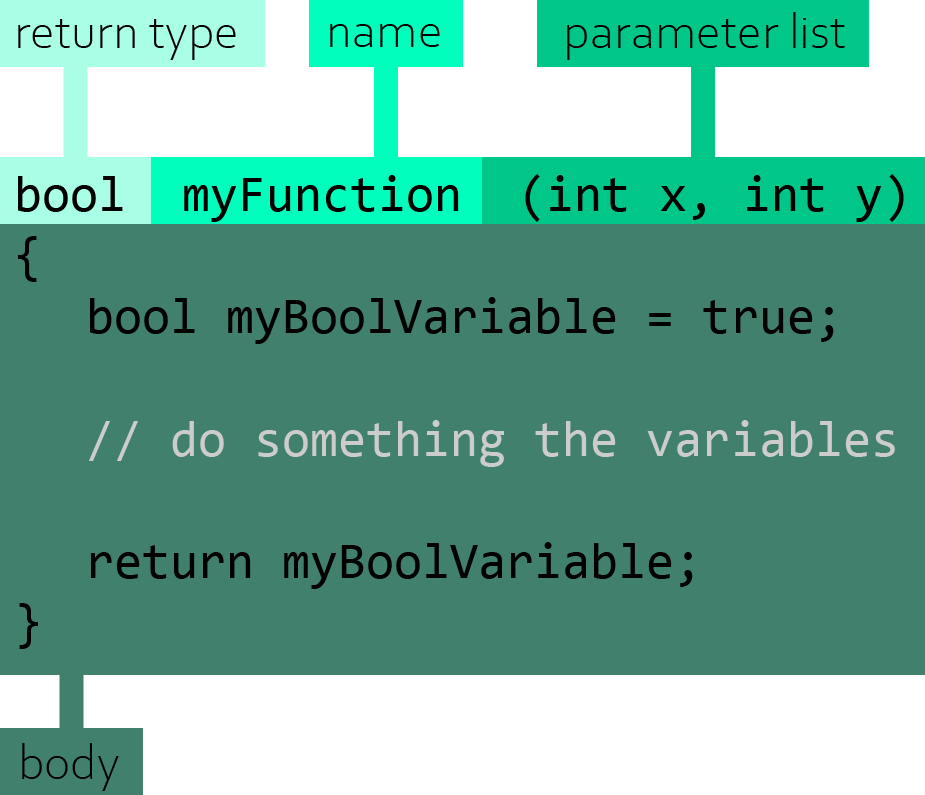 return type name parameter list
bool myFunction (int x, int y)
{
bool myBoolVariable = true;
// do something the variables
return myBoolVariable;
}
body